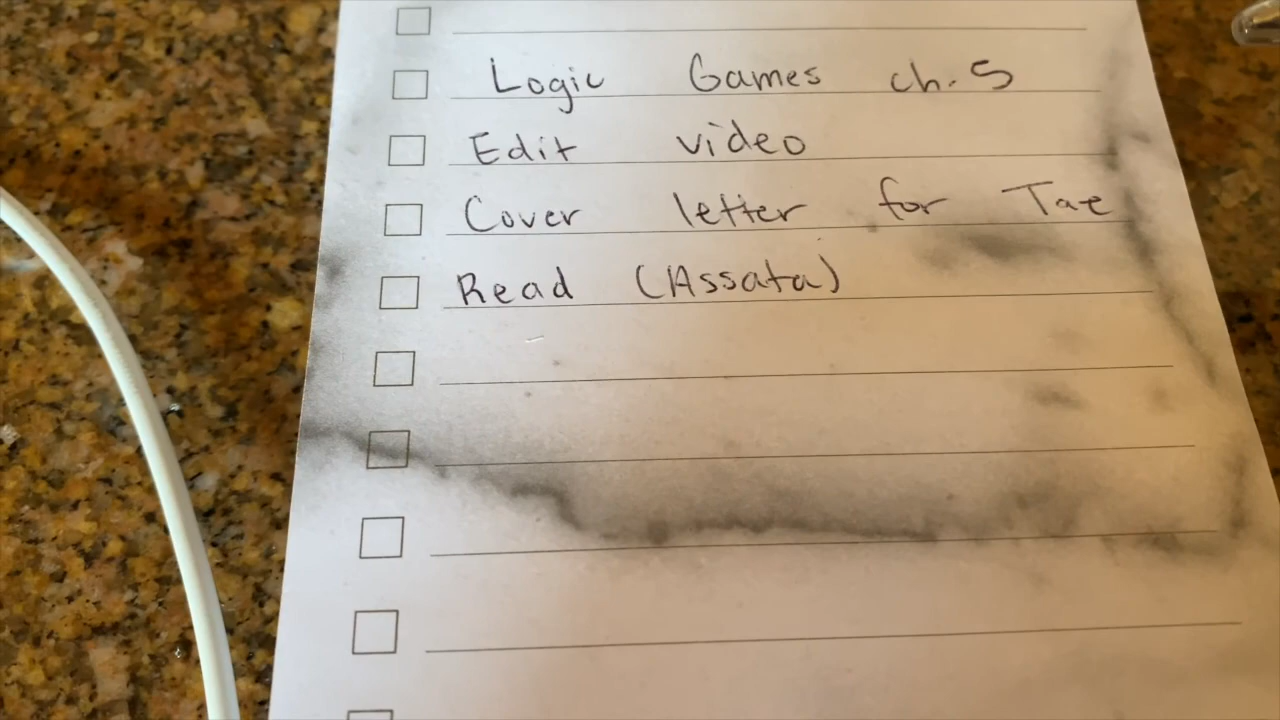 Logic Games ch. 5
Edit video
Cover letter for Tae
Read (Assata)